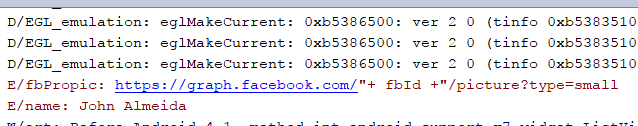 D/EGL_emulation: eglMakeCurrent: 0xb5386500: ver 2 0 (tinfo 0xb5383510
D/EGL_emulation: eglMakeCurrent: 0xb5386500: ver 2 0 (tinfo 0xb5383510
D/EGL_emulation: eglMakeCurrent: 0xb5386500: ver 2 0 (tinfo 0xb5383510
E/fbPropic: https://graph.facebook.com/"+ fbId +"/picture?type=small
E/name: John Almeida
Before Android 4.1, method int android.support.v7.widget.ListVi